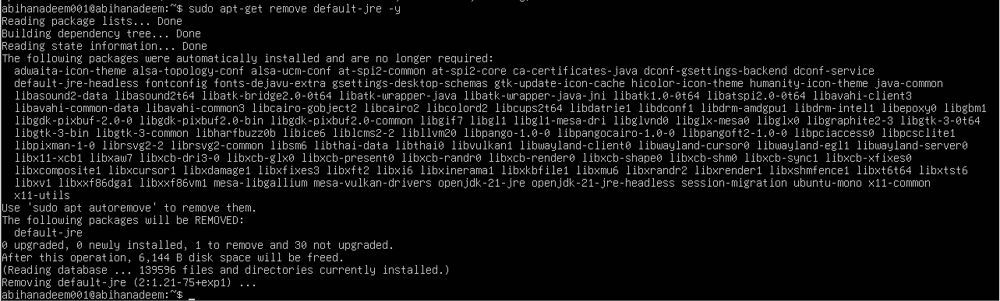 abihanadeem001@abihanadeem:~$ sudo apt-get remove default-jre -y
Reading package lists... Done
Building dependency tree... Done
Reading state information... Done
The following packages were automatically installed and are no longer required:
  adwaita-icon-theme alsa-topology-conf alsa-ucm-conf at-spi2-common at-spi2-core ca-certificates-java dconf-gsettings-backend dconf-service
  default-jre-headless fontconfig fonts-dejavu-extra gsettings-desktop-schemas gtk-update-icon-cache hicolor-icon-theme humanity-icon-theme java-common
  libasound2-data libasound2t64 libatk-bridge2.0-0t64 libatk-wrapper-java libatk-wrapper-java-jni libatk1.0-0t64 libatspi2.0-0t64 libavahi-client3
  libavahi-common-data libavahi-common3 libcairo-gobject2 libcairo2 libcolord2 libcups2t64 libdatrie1 libdconf1 libdrm-amdgpu1 libdrm-intel1 libepoxy0 libgbm1
  libgdk-pixbuf-2.0-0 libgdk-pixbuf2.0-bin libgdk-pixbuf2.0-common libgif7 libgl1 libgl1-mesa-dri libglvnd0 libglx-mesa0 libglx0 libgraphite2-3 libgtk-3-0t64
  libgtk-3-bin libgtk-3-common libharfbuzz0b libice6 liblcms2-2 libllvm20 libpango-1.0-0 libpangocairo-1.0-0 libpangoft2-1.0-0 libpciaccess0 libpcsclite1
  libpixman-1-0 librsvg2-2 librsvg2-common libsm6 libthai-data libthai0 libvulkan1 libwayland-client0 libwayland-cursor0 libwayland-egl1 libwayland-server0
  libx11-xcb1 libxaw7 libxcb-dri3-0 libxcb-glx0 libxcb-present0 libxcb-randr0 libxcb-render0 libxcb-shape0 libxcb-shm0 libxcb-sync1 libxcb-xfixes0
  libxcomposite1 libxcursor1 libxdamage1 libxfixes3 libxft2 libxi6 libxinerama1 libxkbfile1 libxmu6 libxrandr2 libxrender1 libxshmfence1 libxt6t64 libxtst6
  libxv1 libxxf86dga1 libxxf86vm1 mesa-libgallium mesa-vulkan-drivers openjdk-21-jre openjdk-21-jre-headless session-migration ubuntu-mono x11-common
  x11-utils
Use 'sudo apt autoremove' to remove them.
The following packages will be REMOVED:
  default-jre
0 upgraded, 0 newly installed, 1 to remove and 30 not upgraded.
After this operation, 6,144 B disk space will be freed.
(Reading database ... 139596 files and directories currently installed.)
Removing default-jre (2:1.21-75+exp1) ...
abihanadeem001@abihanadeem:~$ _